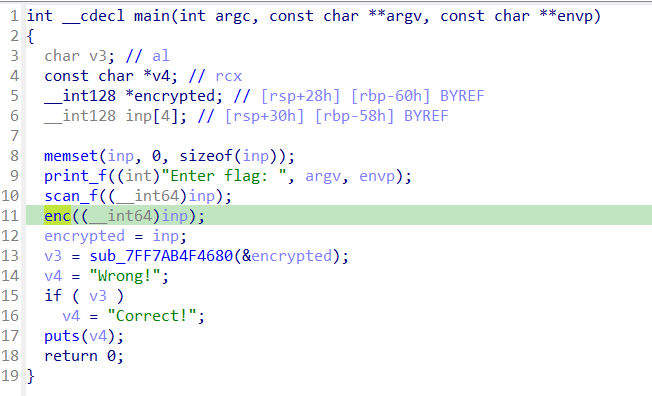 1 int __cdecl main(int argc, const char **argv, const char **envp)
2 {
3   char v3; // al
4   const char *v4; // rcx
5   __int128 *encrypted; // [rsp+28h] [rbp-60h] BYREF
6   __int128 inp[4]; // [rsp+30h] [rbp-58h] BYREF
7
8   memset(inp, 0, sizeof(inp));
9   print_f((int)"Enter flag: ", argv, envp);
10   scan_f((__int64)inp);
11   enc((__int64)inp);
12   encrypted = inp;
13   v3 = sub_7FF7AB4F4680(&encrypted);
14   v4 = "Wrong!";
15   if ( v3 )
16     v4 = "Correct!";
17   puts(v4);
18   return 0;
19 }